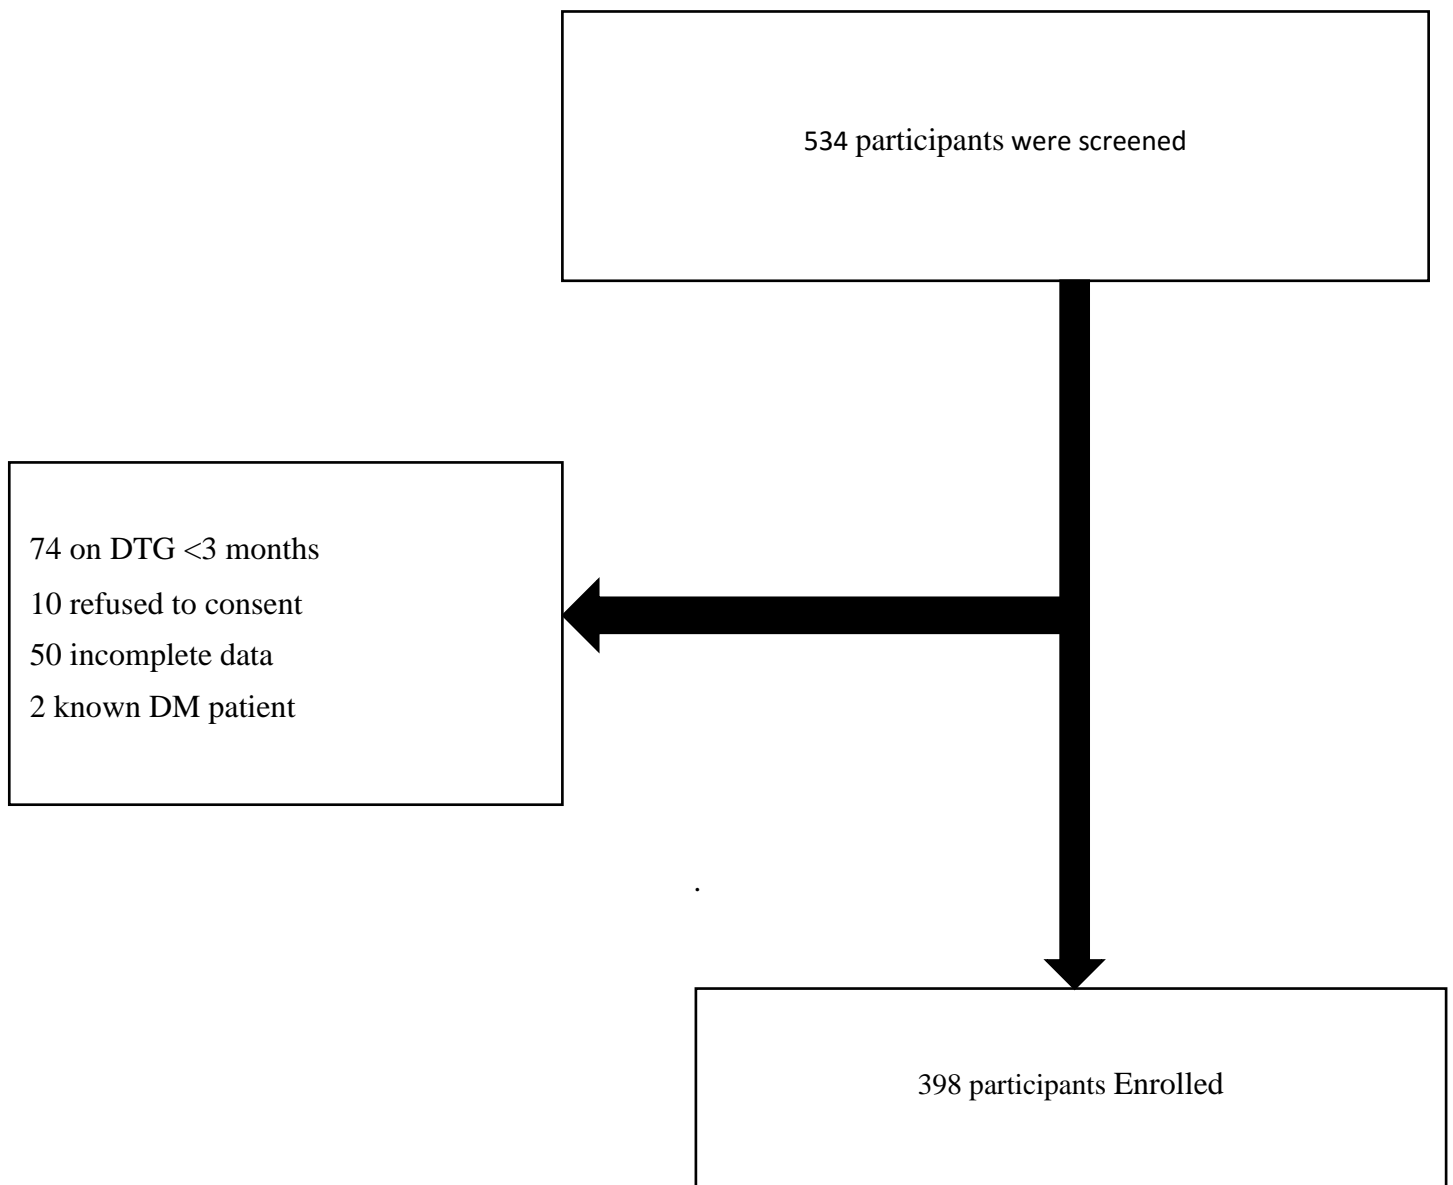 534 participants were screened
74 on DTG <3 months
10 refused to consent
50 incomplete data
2 known DM patient
.
398 participants Enrolled